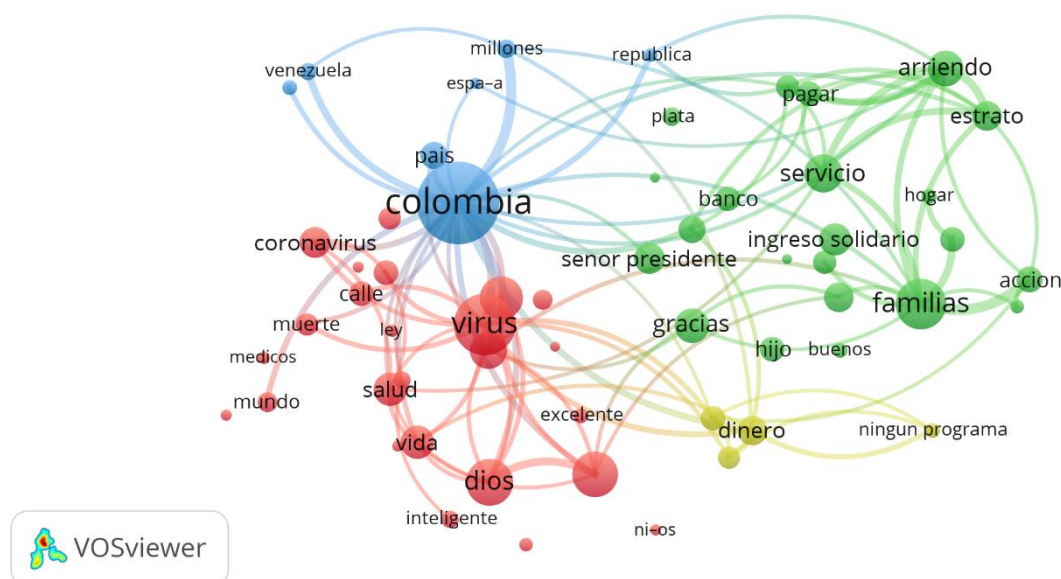 millones
republica
venezuela
espa–a
arriendo
pagar
plata
estrato
pais
servicio
colombia
banco
hogar
coronavirus
ingreso solidario
senor presidente
calle
accion
familias
muerte
ley
virus
gracias
medicos
hijo
buenos
salud
mundo
excelente
vida
dinero
ningun programa
dios
inteligente
ni–os
VOSviewer